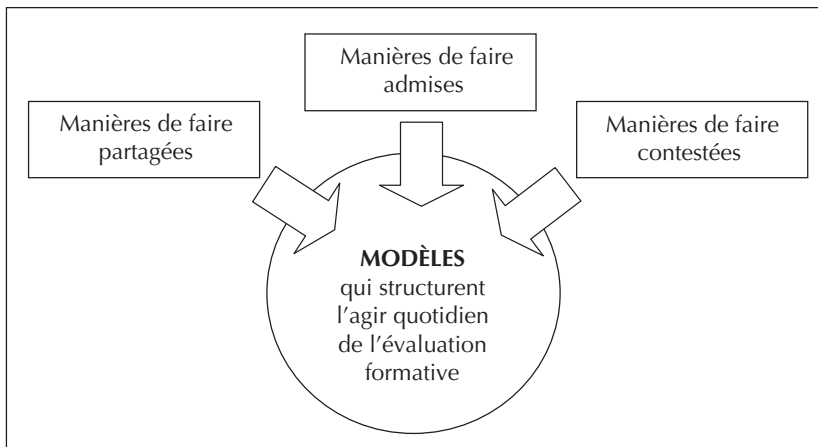 Manières de faire
admises
Manières de faire
partagées
Manières de faire
contestées
MODÈLES
qui structurent
l'agir quotidien
de l'évaluation
formative